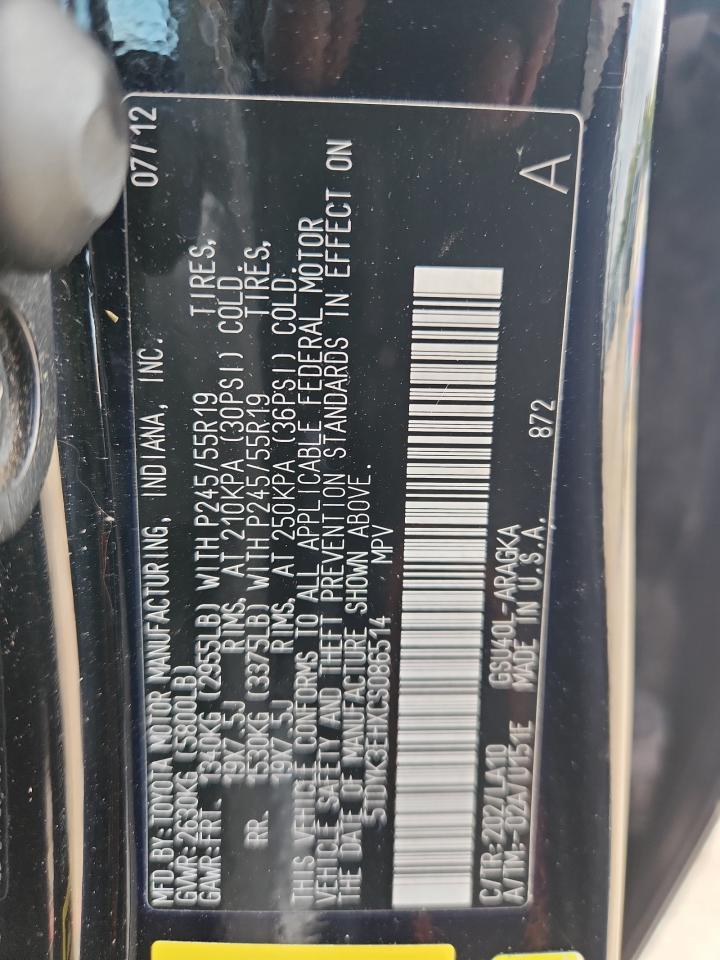 MFD. BY: TOYOTA MOTOR MANUFACTURING, INDIANA, INC. 07/12
GVWR: 2630KG (5800LB)
GAWR: FRT. 1340KG (2955LB) WITH P245/55R19 TIRES,
19X7.5J RIMS, AT 210KPA (30PSI) COLD.
RR. 1530KG (3375LB) WITH P245/55R19 TIRES,
19X7.5J RIMS, AT 250KPA (36PSI) COLD.
THIS VEHICLE CONFORMS TO ALL APPLICABLE FEDERAL MOTOR
VEHICLE SAFETY AND THEFT PREVENTION STANDARDS IN EFFECT ON
THE DATE OF MANUFACTURE SHOWN ABOVE.
5TDYK3EHXCS086514 MPV
C/TR: 202/LA10 GSU40L-ARAGKA
A/TM: -02A/U151E MADE IN U.S.A. 872 A